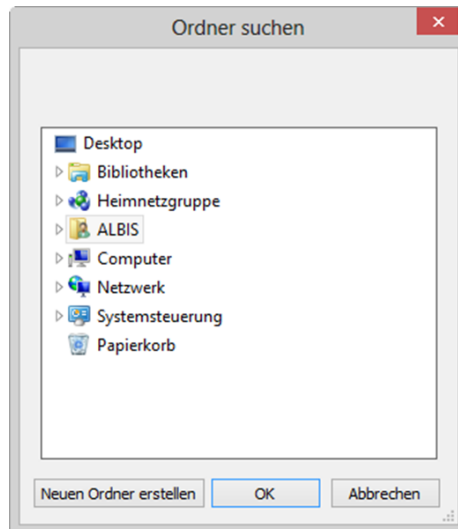 Ordner suchen
Desktop
Bibliotheken
Heimnetzgruppe
ALBIS
Computer
Netzwerk
Systemsteuerung
Papierkorb
Neuen Ordner erstellen OK Abbrechen